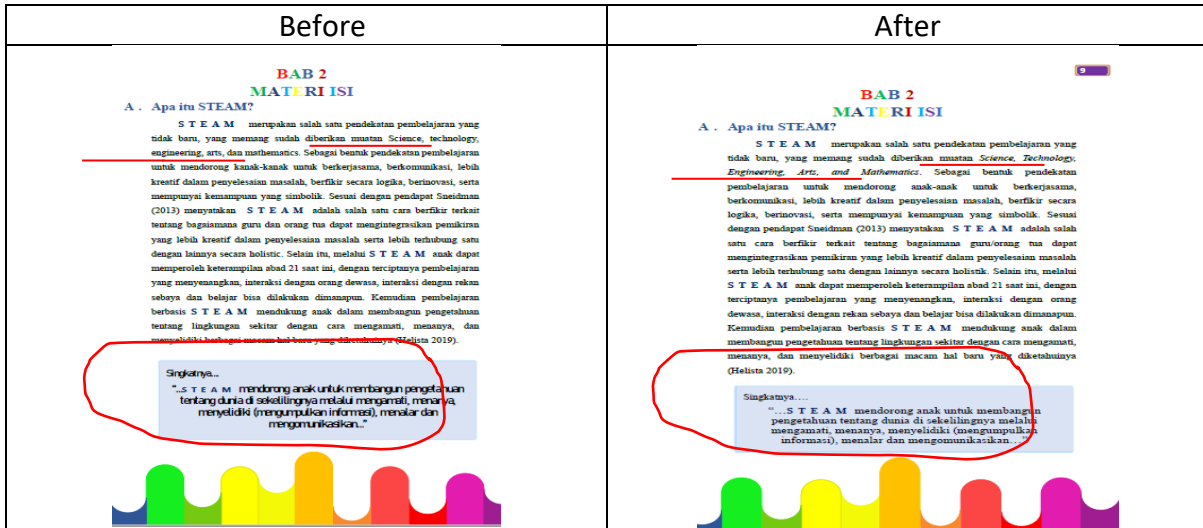 Before
BAB 2
MATERI ISI
A . Apa itu STEAM?
S T E A M merupakan salah satu pendekatan pembelajaran yang
tidak baru, yang memang sudah diberikan muatan Science, technology,
engineering, arts, dan mathematics. Sebagai bentuk pendekatan pembelajaran
untuk mendorong kanak-kanak untuk berkerjasama, berkomunikasi, lebih
kreatif dalam penyelesaian masalah, berfikir secara logika, berinovasi, serta
mempunyai kemampuan yang simbolik. Sesuai dengan pendapat Sneidman
(2013) menyatakan S T E A M adalah salah satu cara berfikir terkait
tentang bagaiamana guru dan orang tua dapat mengintegrasikan pemikiran
yang lebih kreatif dalam penyelesaian masalah serta lebih terhubung satu
dengan lainnya secara holistic. Selain itu, melalui S T E A M anak dapat
memperoleh keterampilan abad 21 saat ini, dengan terciptanya pembelajaran
yang menyenangkan, interaksi dengan orang dewasa, interaksi dengan rekan
sebaya dan belajar bisa dilakukan dimanapun. Kemudian pembelajaran
berbasis S T E A M mendukung anak dalam membangun pengetahuan
tentang lingkungan sekitar dengan cara mengamati, menanya, dan
menyelidiki berbagai macam hal baru yang diketahuinya (Helista 2019).
Singkatnya...
“...S T E A M mendorong anak untuk membangun pengetahuan
tentang dunia di sekelilingnya melalui mengamati, menanya,
menyelidiki (mengumpulkan informasi), menalar dan
mengomunikasikan...”
After
9
BAB 2
MATERI ISI
A . Apa itu STEAM?
S T E A M merupakan salah satu pendekatan pembelajaran yang
tidak baru, yang memang sudah diberikan muatan Science, Technology,
Engineering, Arts, and Mathematics. Sebagai bentuk pendekatan
pembelajaran untuk mendorong anak-anak untuk berkerjasama,
berkomunikasi, lebih kreatif dalam penyelesaian masalah, berfikir secara
logika, berinovasi, serta mempunyai kemampuan yang simbolik. Sesuai
dengan pendapat Sneidman (2013) menyatakan S T E A M adalah salah
satu cara berfikir terkait tentang bagaiamana guru/orang tua dapat
mengintegrasikan pemikiran yang lebih kreatif dalam penyelesaian masalah
serta lebih terhubung satu dengan lainnya secara holistik. Selain itu, melalui
S T E A M anak dapat memperoleh keterampilan abad 21 saat ini, dengan
terciptanya pembelajaran yang menyenangkan, interaksi dengan orang
dewasa, interaksi dengan rekan sebaya dan belajar bisa dilakukan dimanapun.
Kemudian pembelajaran berbasis S T E A M mendukung anak dalam
membangun pengetahuan tentang lingkungan sekitar dengan cara mengamati,
menanya, dan menyelidiki berbagai macam hal baru yang diketahuinya
(Helista 2019).
Singkatnya....
“...S T E A M mendorong anak untuk membangun
pengetahuan tentang dunia di sekelilingnya melalui
mengamati, menanya, menyelidiki (mengumpulkan
informasi), menalar dan mengomunikasikan....”